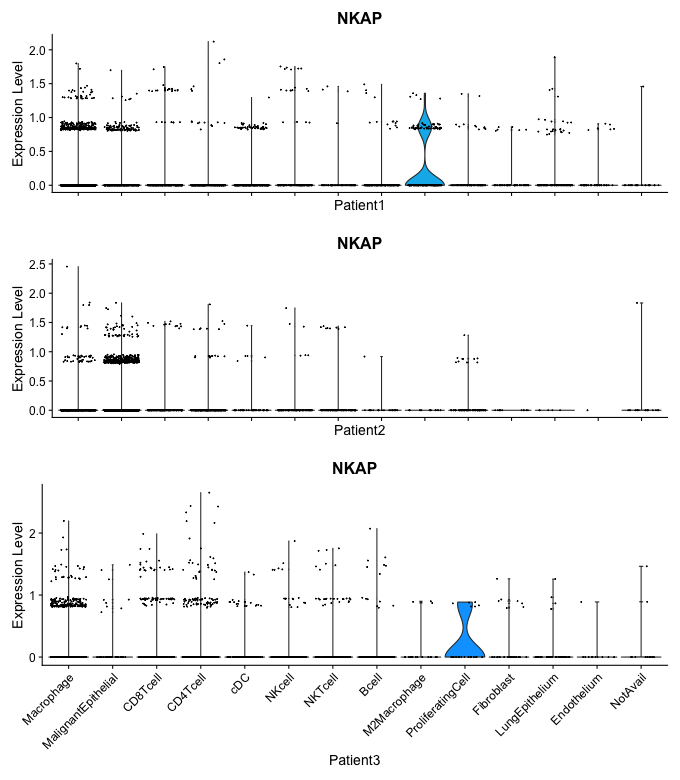 NKAP
Expression Level
2.0
1.5
1.0
0.5
0.0
Patient1
NKAP
Expression Level
2.5
2.0
1.5
1.0
0.5
0.0
Patient2
NKAP
Expression Level
2
1
0
Macrophage
MalignantEpithelial
CD8Tcell
CD4Tcell
cDC
NKcell
NKTcell
Bcell
M2Macrophage
ProliferatingCell
Fibroblast
LungEpithelium
Endothelium
NotAvail
Patient3